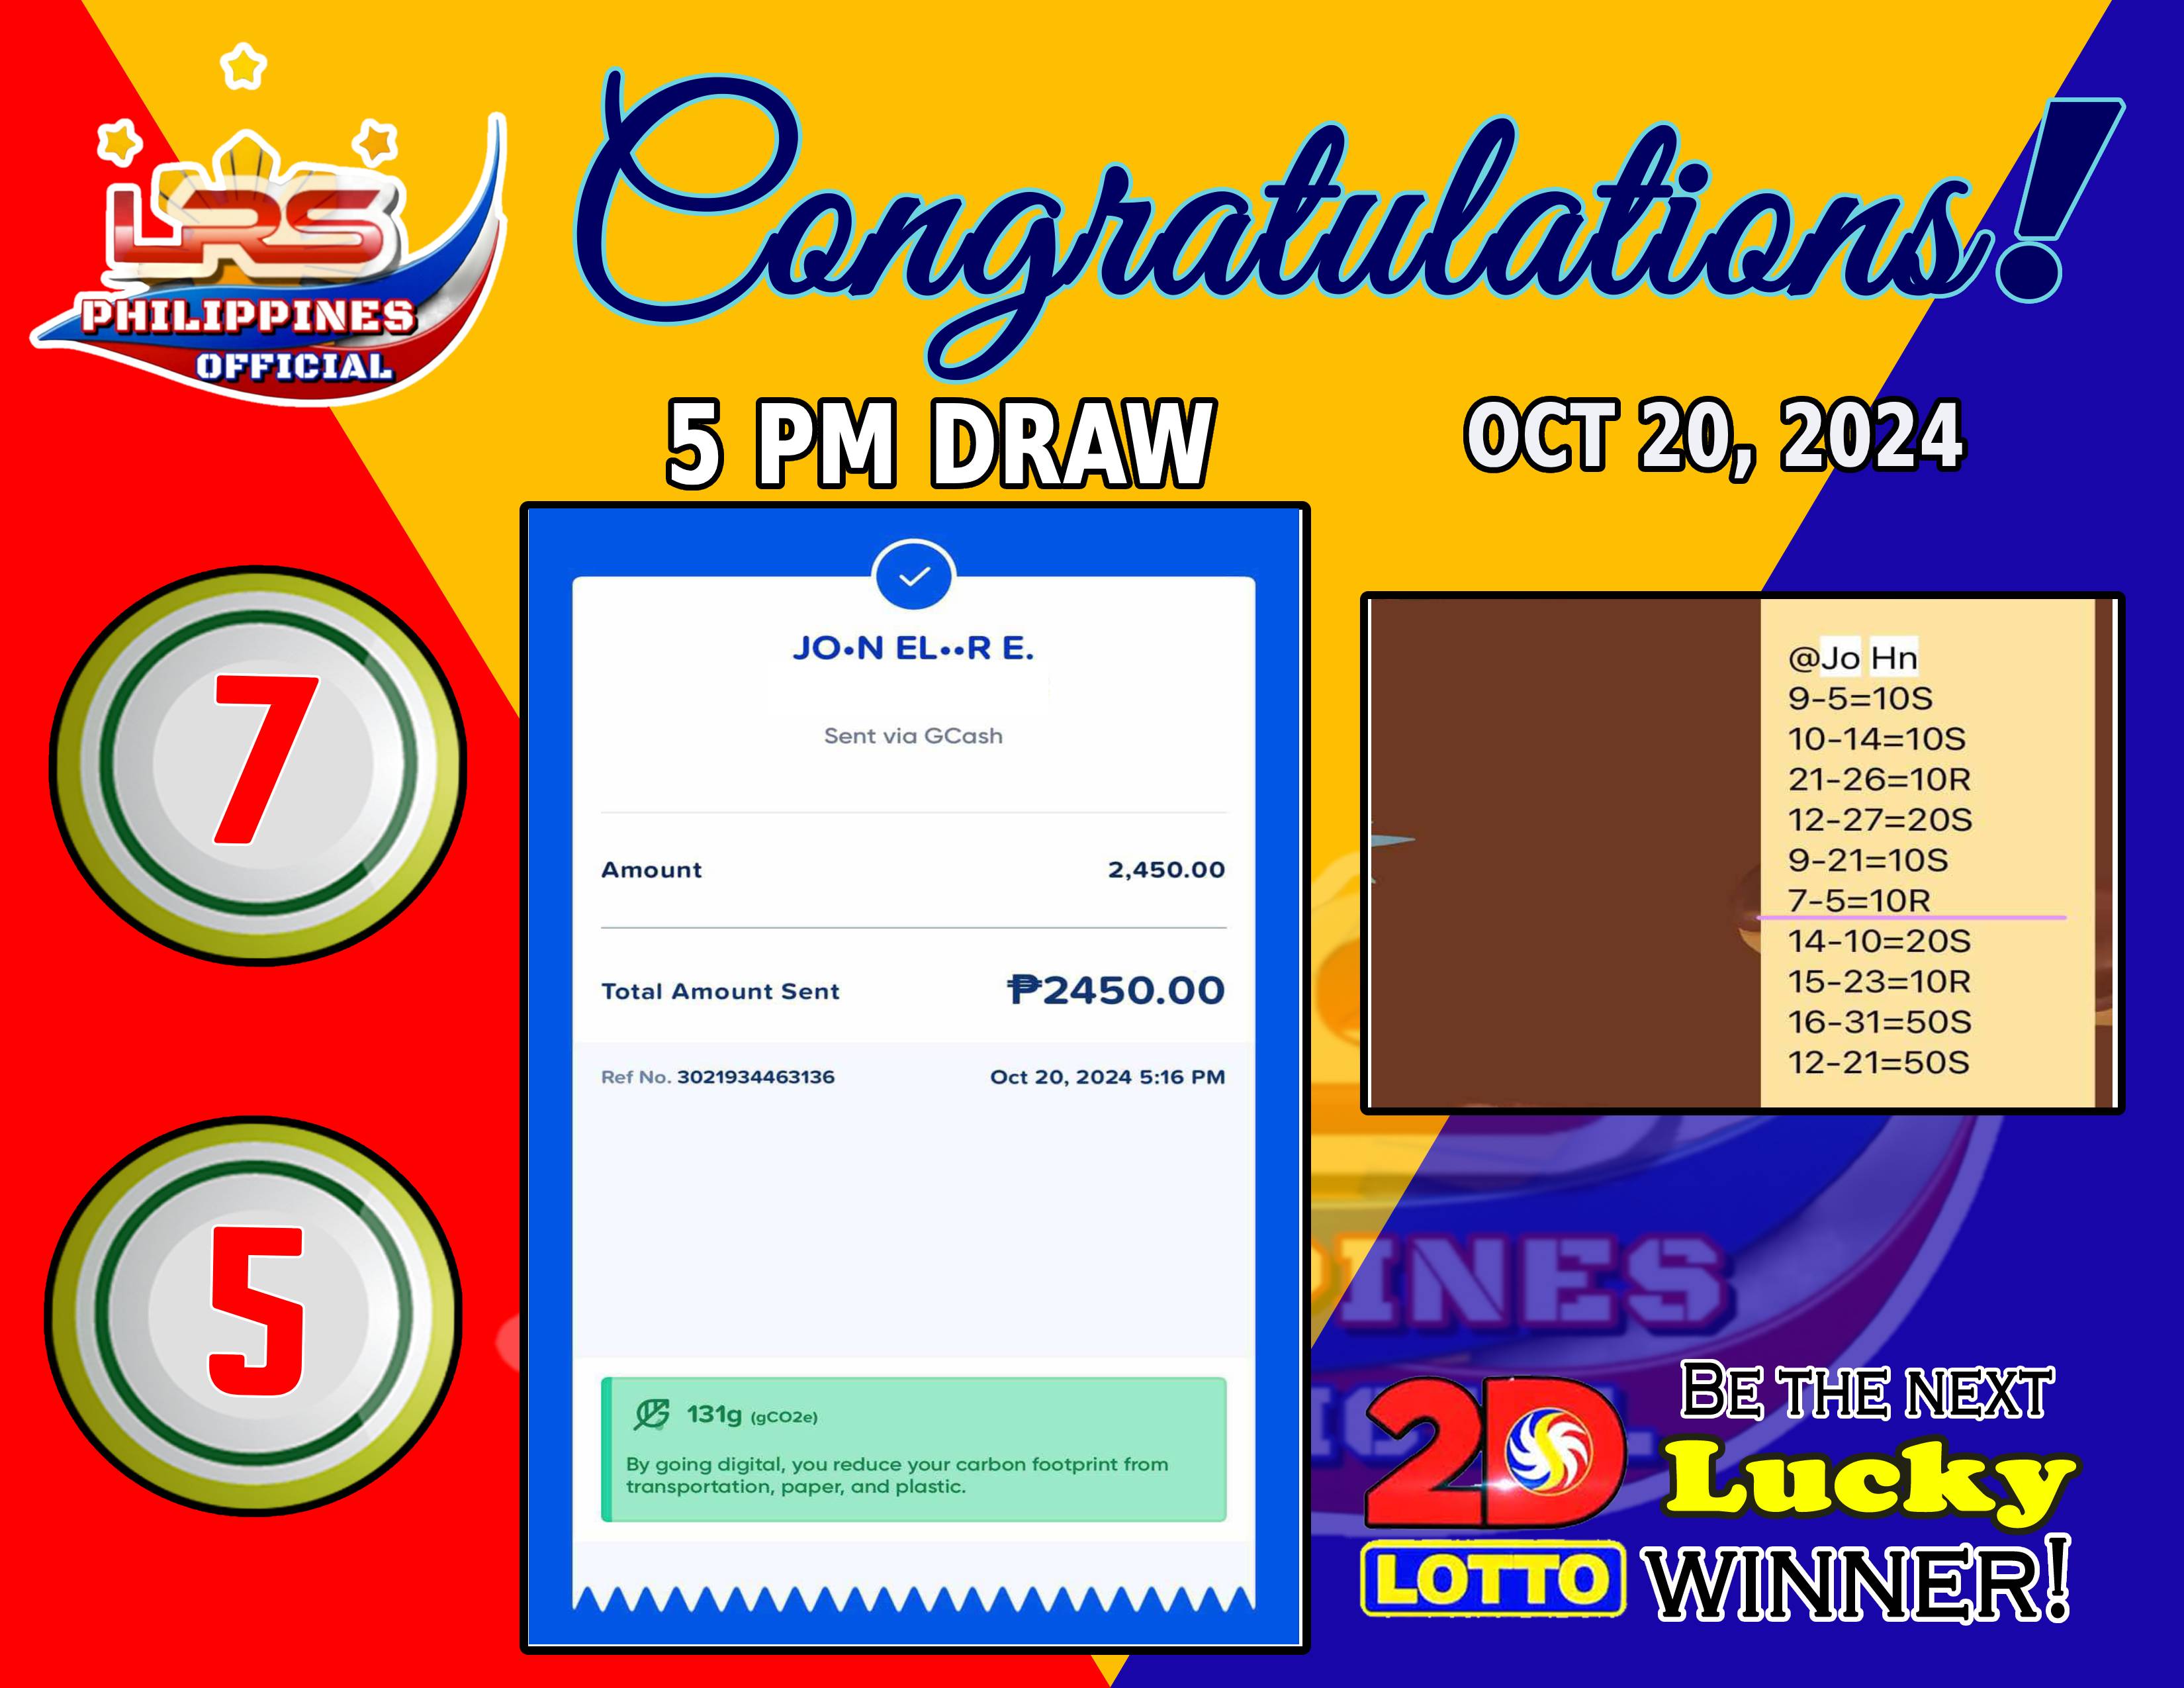 LRS
PHILIPPINES
OFFICIAL
Congratulations!
5 PM DRAW
OCT 20, 2024
7
5
JO•N EL••R E.
Sent via GCash
Amount 2,450.00
Total Amount Sent ₱2450.00
Ref No. 3021934463136 Oct 20, 2024 5:16 PM
131g (gCO2e)
By going digital, you reduce your carbon footprint from
transportation, paper, and plastic.
@Jo Hn
9-5=10S
10-14=10S
21-26=10R
12-27=20S
9-21=10S
7-5=10R
14-10=20S
15-23=10R
16-31=50S
12-21=50S
PINES
2D
LOTTO
BE THE NEXT
Lucky
WINNER!